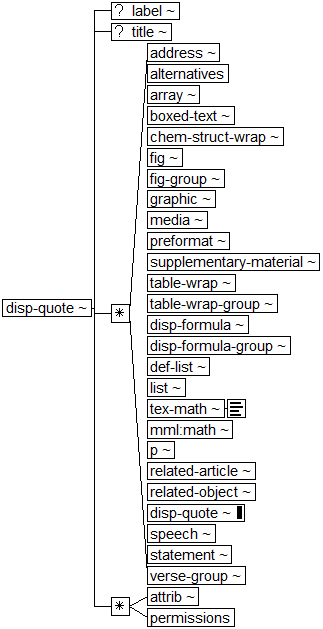 ? label ~
? title ~
address ~
alternatives
array ~
boxed-text ~
chem-struct-wrap ~
fig ~
fig-group ~
graphic ~
media ~
preformat ~
supplementary-material ~
table-wrap ~
table-wrap-group ~
disp-quote ~
*
disp-formula ~
disp-formula-group ~
def-list ~
list ~
tex-math ~
mml:math ~
p ~
related-article ~
related-object ~
disp-quote ~
speech ~
statement ~
verse-group ~
*
attrib ~
permissions